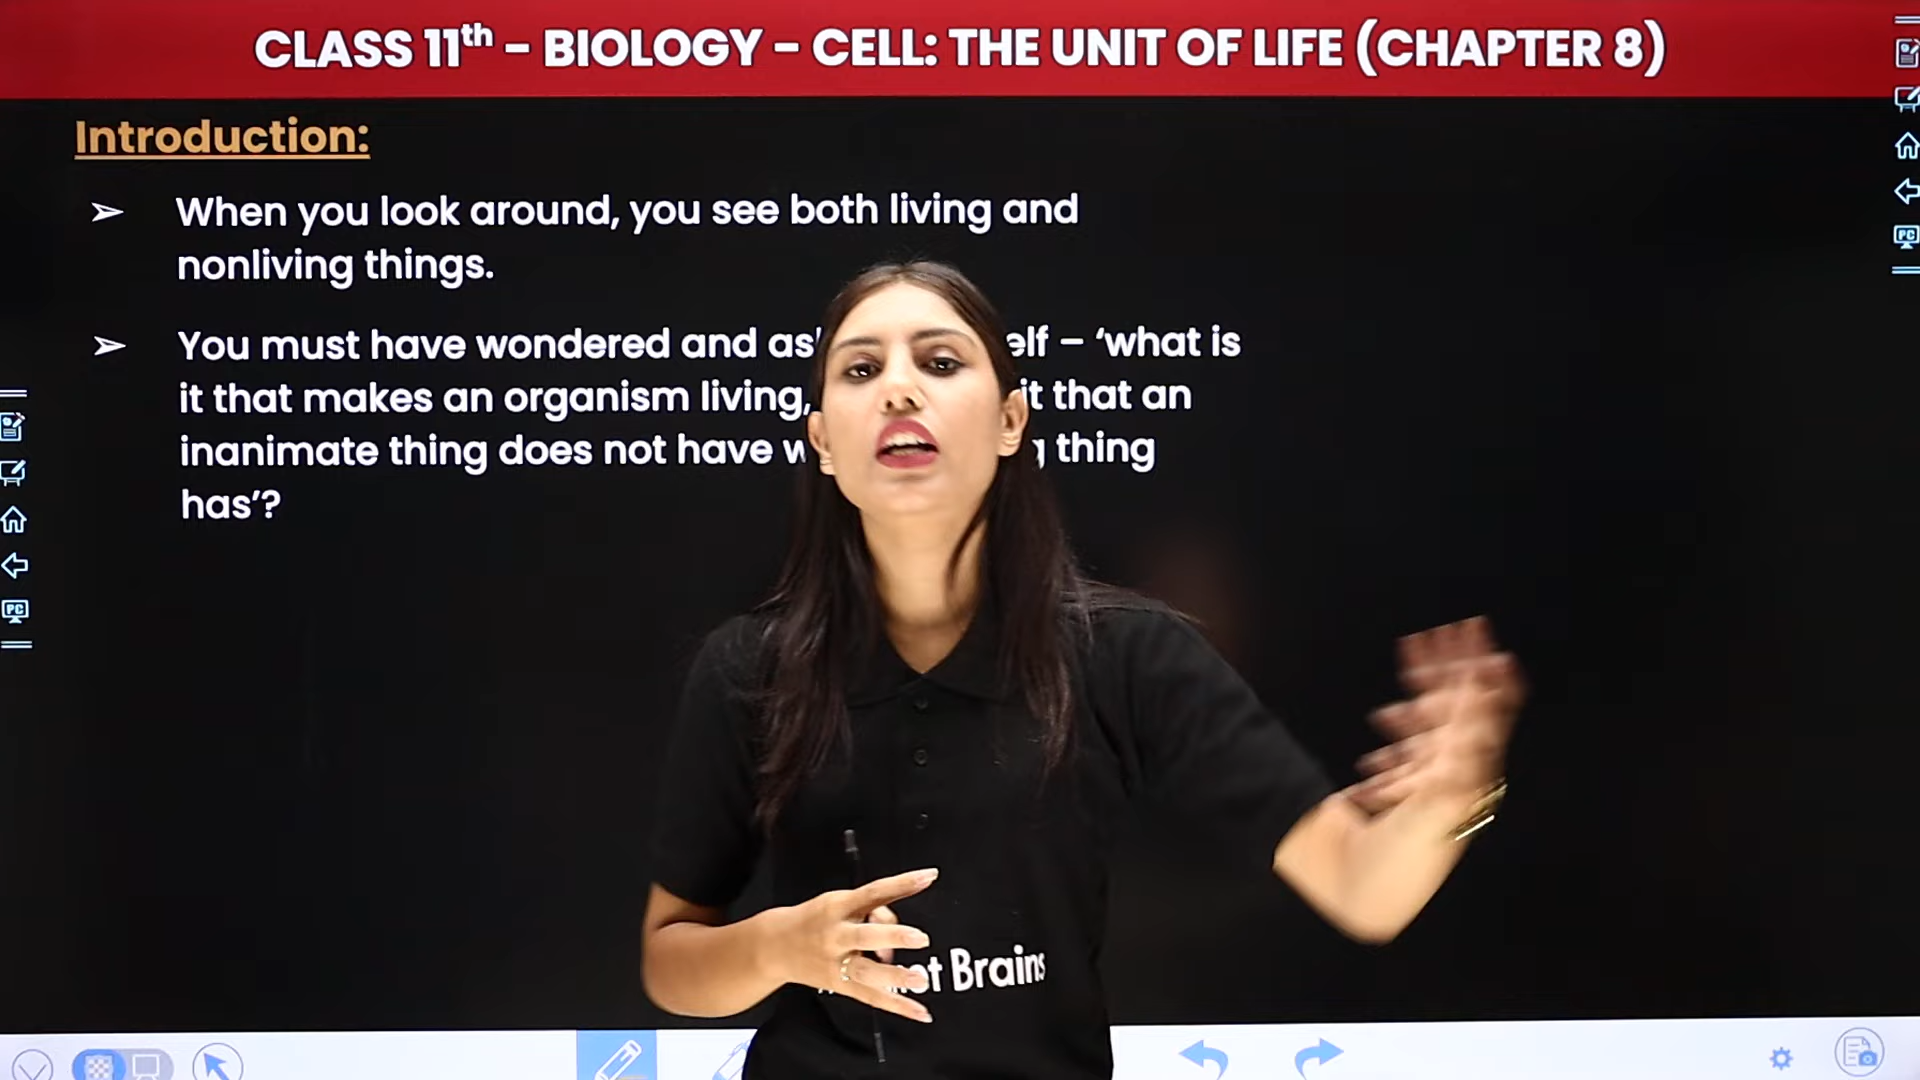 CLASS 11th - BIOLOGY - CELL: THE UNIT OF LIFE (CHAPTER 8)
Introduction:
➢ When you look around, you see both living and
nonliving things.
➢ You must have wondered and – ‘what is
it that makes an organism living, it that an
inanimate thing does not have thing
has’?
Brains
PC
PC